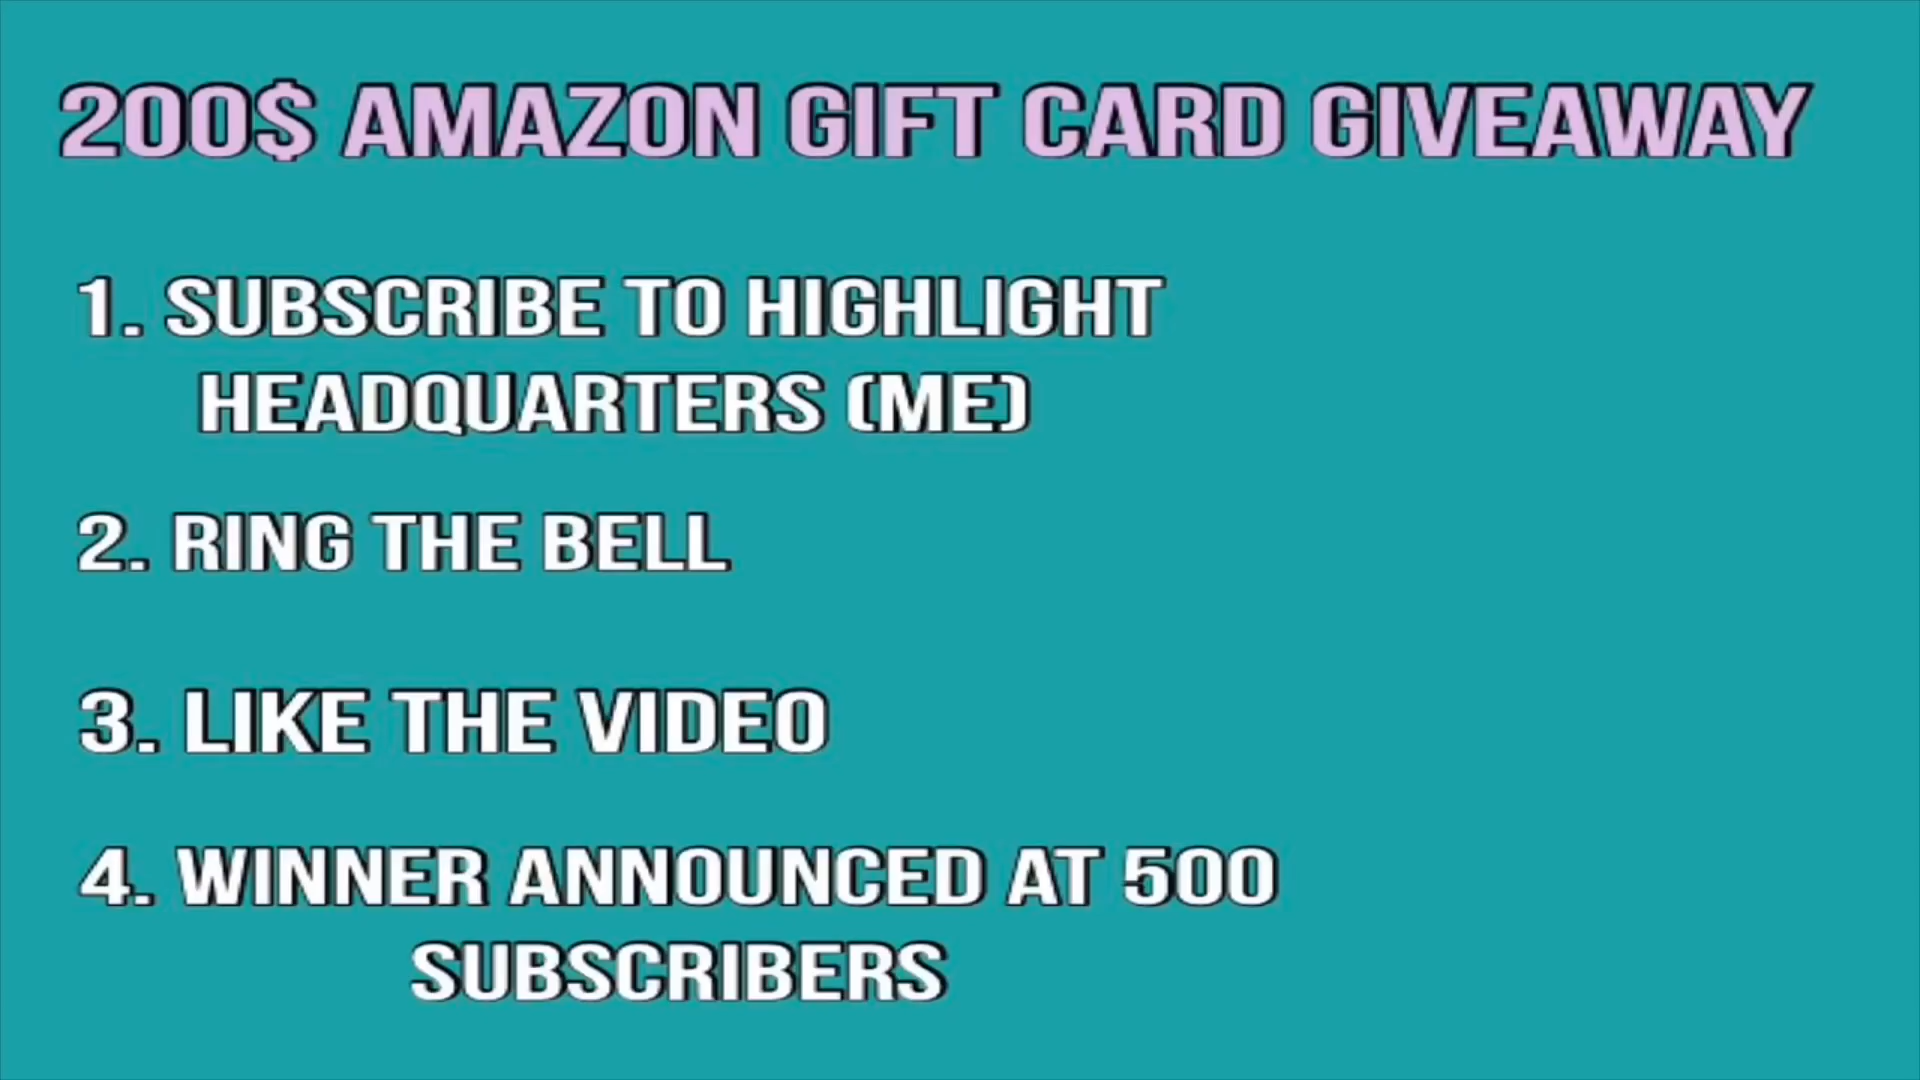 200$ AMAZON GIFT CARD GIVEAWAY
1. SUBSCRIBE TO HIGHLIGHT
HEADQUARTERS (ME)
2. RING THE BELL
3. LIKE THE VIDEO
4. WINNER ANNOUNCED AT 500
SUBSCRIBERS